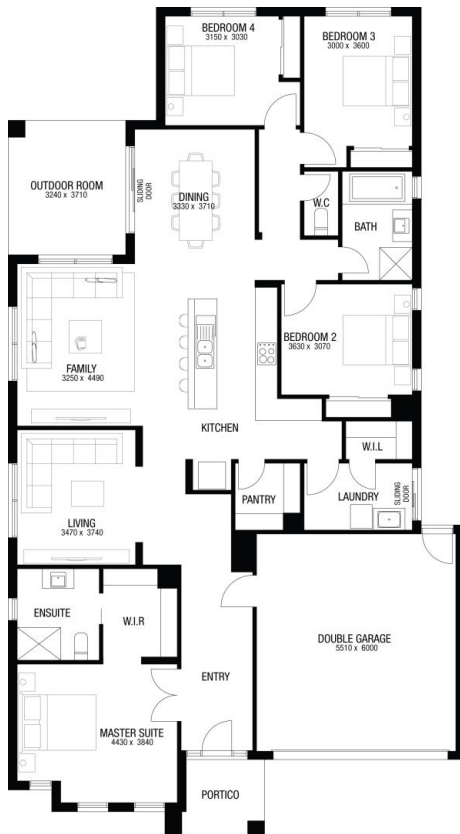 BEDROOM 4
3150 x 3030
BEDROOM 3
3000 x 3600
OUTDOOR ROOM
3240 x 3710
SLIDING
DOOR
DINING
3330 x 3710
W.C
BATH
FAMILY
3250 x 4490
BEDROOM 2
3630 x 3070
KITCHEN
W.I.L
LIVING
3470 x 3740
PANTRY
LAUNDRY
SLIDING
DOOR
ENSUITE
W.I.R
DOUBLE GARAGE
5510 x 6000
ENTRY
MASTER SUITE
4430 x 3840
PORTICO